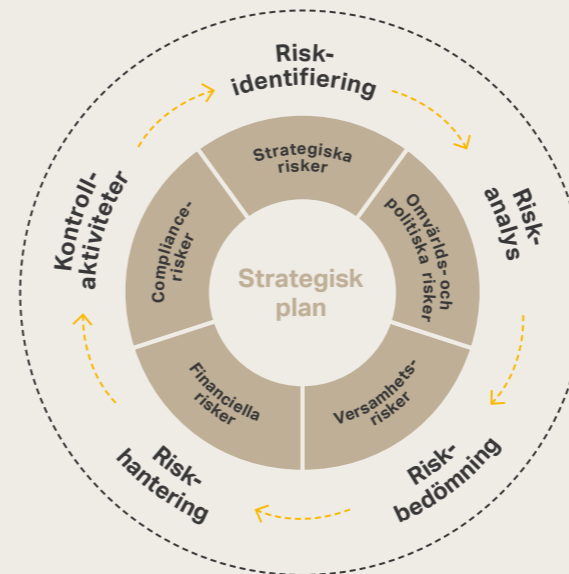 Risk-
identifiering
Risk-
analys
Risk-
bedömning
Risk-
hantering
Kontroll-
aktiviteter
Strategiska
risker
Omvärlds- och
politiska risker
Versamhets-
risker
Financiella
risker
Compliance-
risker
Strategisk
plan